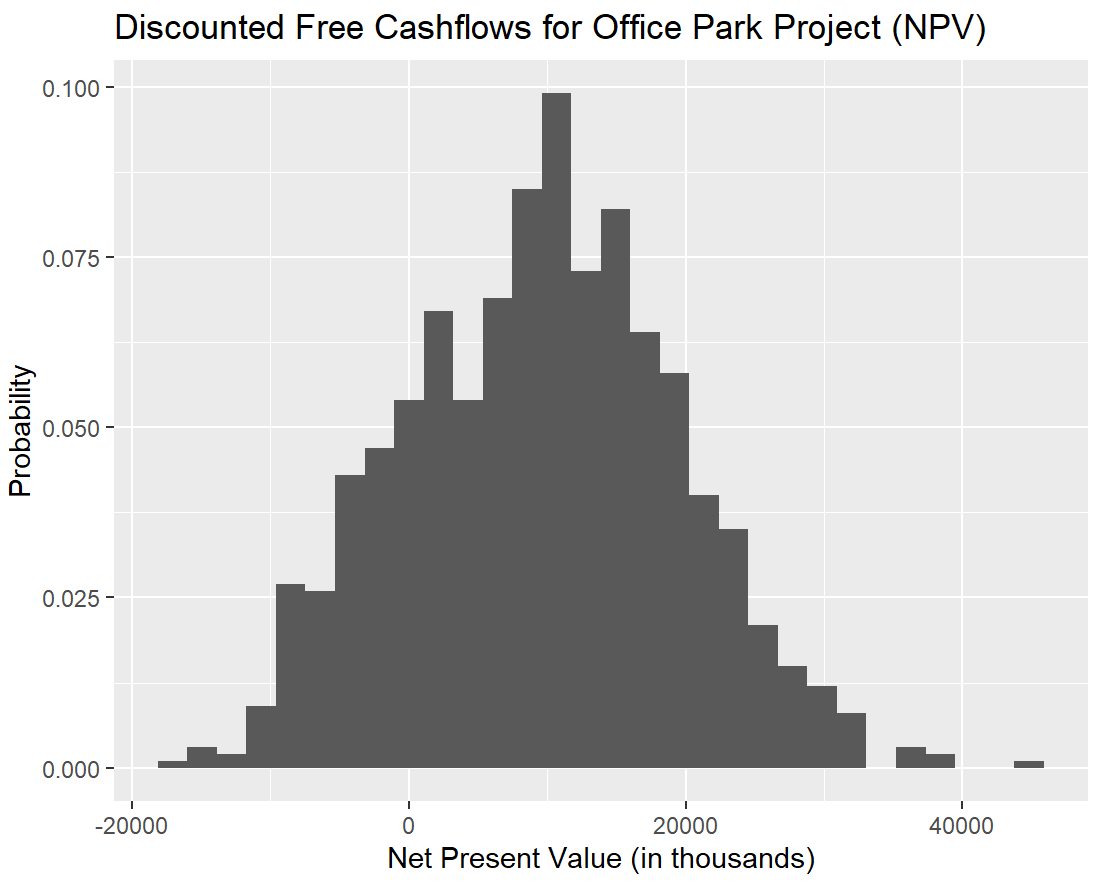 Discounted Free Cashflows for Office Park Project (NPV)
0.100
0.075
0.050
0.025
0.000
Probability
-20000 0 20000 40000
Net Present Value (in thousands)